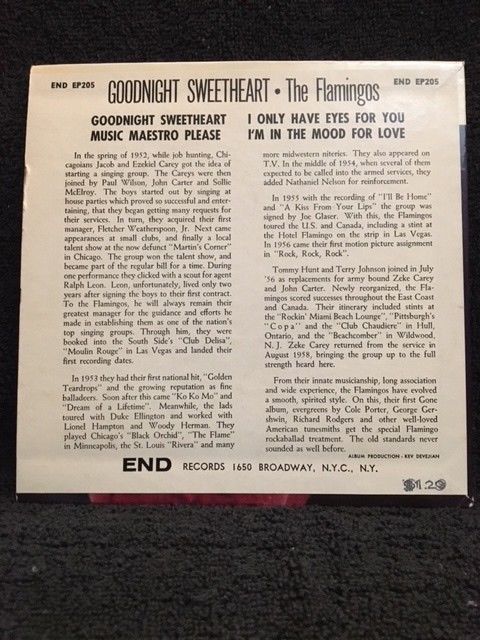 END EP205
GOODNIGHT SWEETHEART • The Flamingos
END EP205
GOODNIGHT SWEETHEART
MUSIC MAESTRO PLEASE
I ONLY HAVE EYES FOR YOU
I'M IN THE MOOD FOR LOVE
In the spring of 1952, while job hunting, Chi-
cagoians Jacob and Ezekiel Carey got the idea of
starting a singing group. The Careys were then
joined by Paul Wilson, John Carter and Sollie
McElroy. The boys started out by singing at
house parties which proved so successful and enter-
taining, that they began getting many requests for
their services. In turn, they acquired their first
manager, Fletcher Weatherspoon, Jr. Next came
appearances at small clubs, and finally a local
talent show at the now defunct "Martin's Corner"
in Chicago. The group won the talent show, and
became part of the regular bill for a time. During
one performance they clicked with a scout for agent
Ralph Leon. Leon, unfortunately, lived only two
years after signing the boys to their first contract.
To the Flamingos, he will always remain their
greatest manager for the guidance and efforts he
made in establishing them as one of the nation's
top singing groups. Through him, they were
booked into the South Side's "Club Delisa",
"Moulin Rouge" in Las Vegas and landed their
first recording dates.
In 1953 they had their first national hit, "Golden
Teardrops" and the growing reputation as fine
balladeers. Soon after this came "Ko Ko Mo" and
"Dream of a Lifetime". Meanwhile, the lads
toured with Duke Ellington and worked with
Lionel Hampton and Woody Herman. They
played Chicago's "Black Orchid", "The Flame"
in Minneapolis, the St. Louis "Rivera" and many
more midwestern niteries. They also appeared on
T.V. In the middle of 1954, when several of them
expected to be called into the armed services, they
added Nathaniel Nelson for reinforcement.
In 1955 with the recording of "I'll Be Home"
and "A Kiss From Your Lips" the group was
signed by Joe Glaser. With this, the Flamingos
toured the U.S. and Canada, including a stint at
the Hotel Flamingo on the strip in Las Vegas.
In 1956 came their first motion picture assignment
in "Rock, Rock, Rock".
Tommy Hunt and Terry Johnson joined in July
'56 as replacements for army bound Zeke Carey
and John Carter. Newly reorganized, the Fla-
mingos scored successes throughout the East Coast
and Canada. Their itinerary included stints at
the "Rockin' Miami Beach Lounge", "Pittsburgh's
"Copa" and the "Club Chaudiere" in Hull,
Ontario, and the "Beachcomber" in Wildwood,
N. J. Zeke Carey returned from the service in
August 1958, bringing the group up to the full
strength heard here.
From their innate musicianship, long association
and wide experience, the Flamingos have evolved
a smooth, spirited style. On this, their first Gone
album, evergreens by Cole Porter, George Ger-
shwin, Richard Rodgers and other well-loved
American tunesmiths get the special Flamingo
rockaballad treatment. The old standards never
sounded as well before.
ALBUM PRODUCTION - KEV DEVEJIAN
END RECORDS 1650 BROADWAY, N.Y.C., N.Y.
$1.29